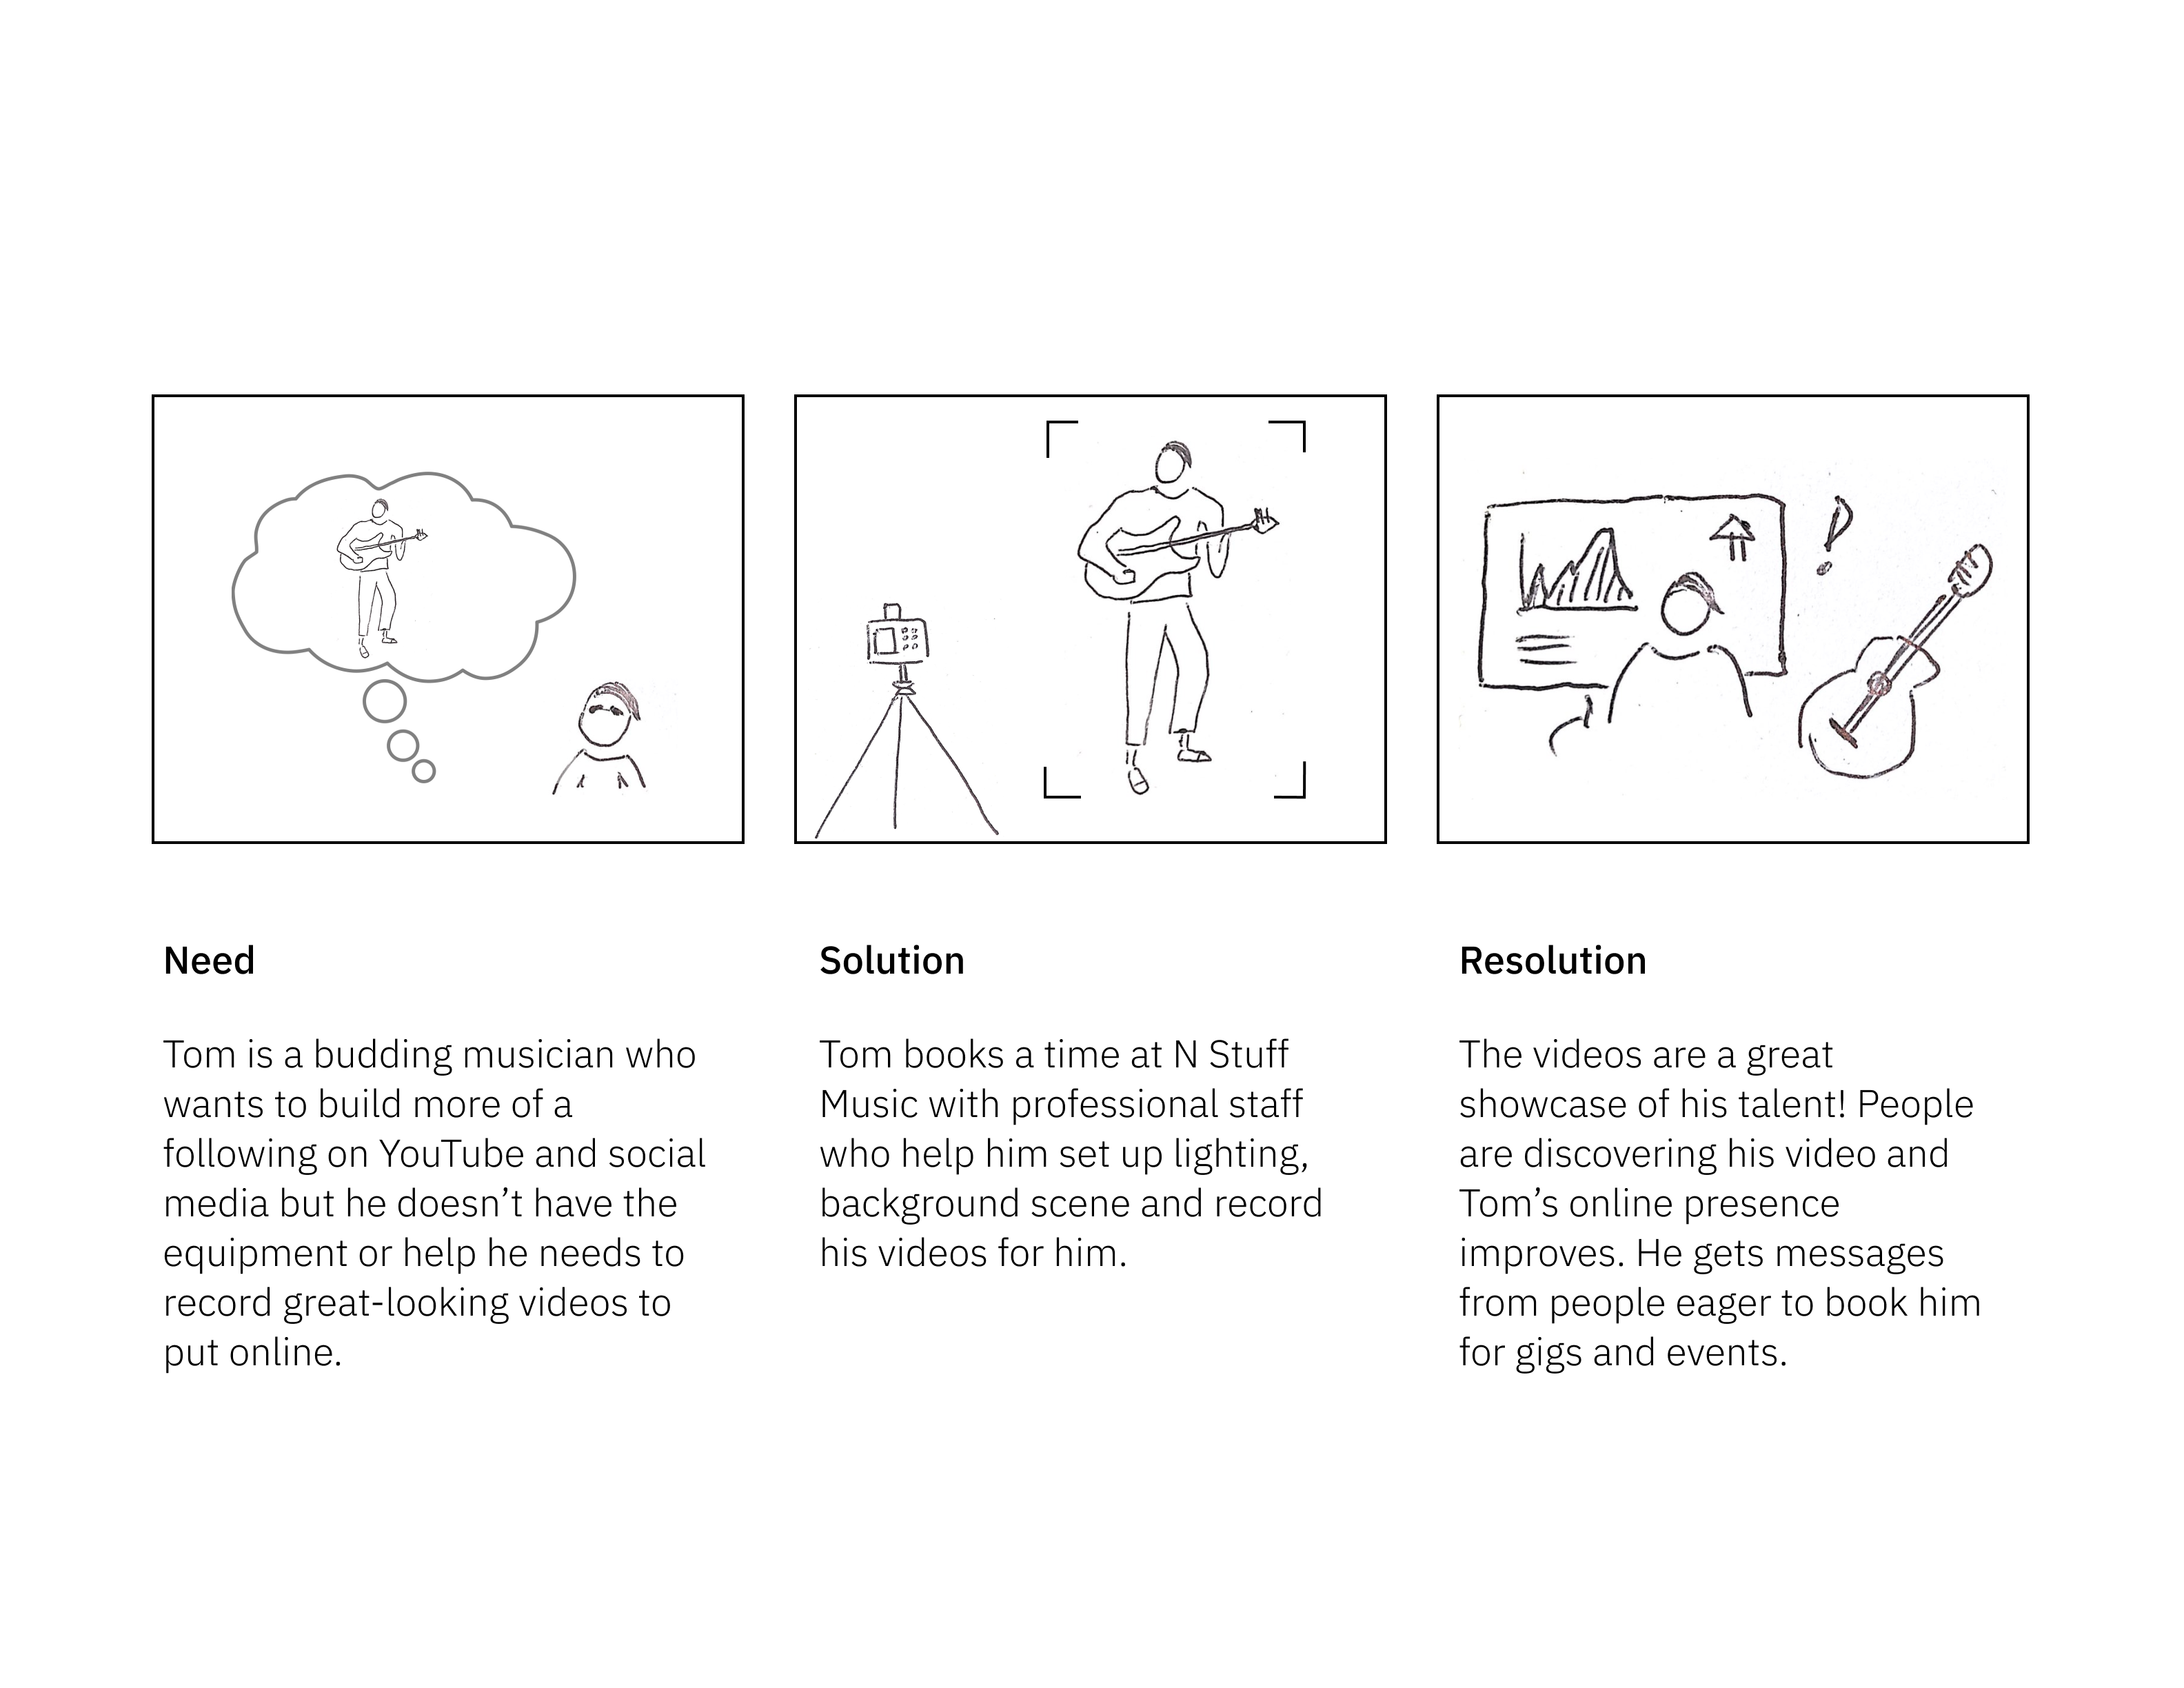 Need
Tom is a budding musician who
wants to build more of a
following on YouTube and social
media but he doesn’t have the
equipment or help he needs to
record great-looking videos to
put online.
Solution
Tom books a time at N Stuff
Music with professional staff
who help him set up lighting,
background scene and record
his videos for him.
Resolution
The videos are a great
showcase of his talent! People
are discovering his video and
Tom’s online presence
improves. He gets messages
from people eager to book him
for gigs and events.